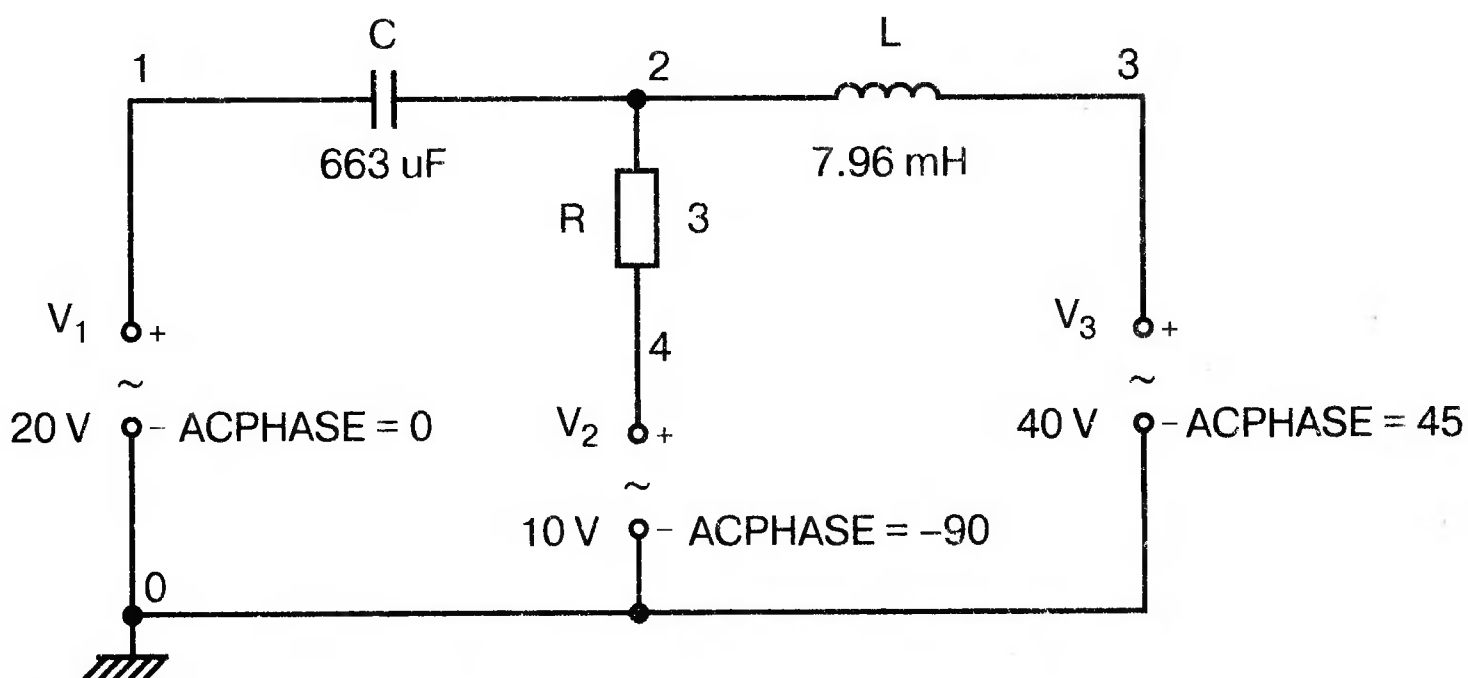 C
L
1
2
3
663 uF
7.96 mH
R
3
V1
+
~
20 V
- ACPHASE = 0
4
V2
+
~
10 V
- ACPHASE = –90
V3
+
~
40 V
- ACPHASE = 45
0